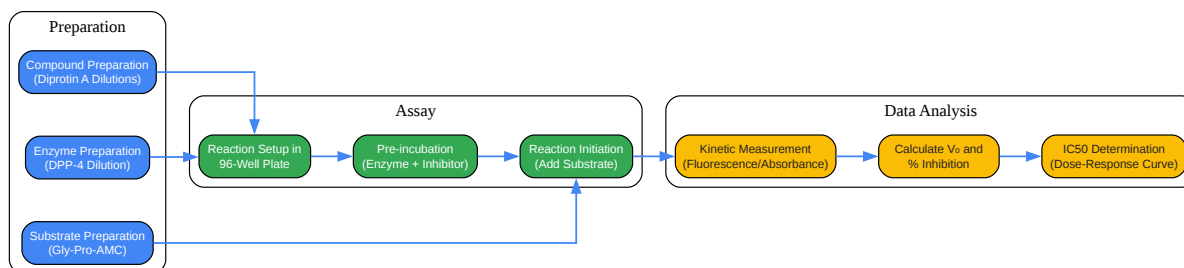 Preparation
Compound Preparation
(Diprotin A Dilutions)
Enzyme Preparation
(DPP-4 Dilution)
Substrate Preparation
(Gly-Pro-AMC)
Assay
Reaction Setup in
96-Well Plate
Pre-incubation
(Enzyme + Inhibitor)
Reaction Initiation
(Add Substrate)
Data Analysis
Kinetic Measurement
(Fluorescence/Absorbance)
Calculate V₀ and
% Inhibition
IC50 Determination
(Dose-Response Curve)